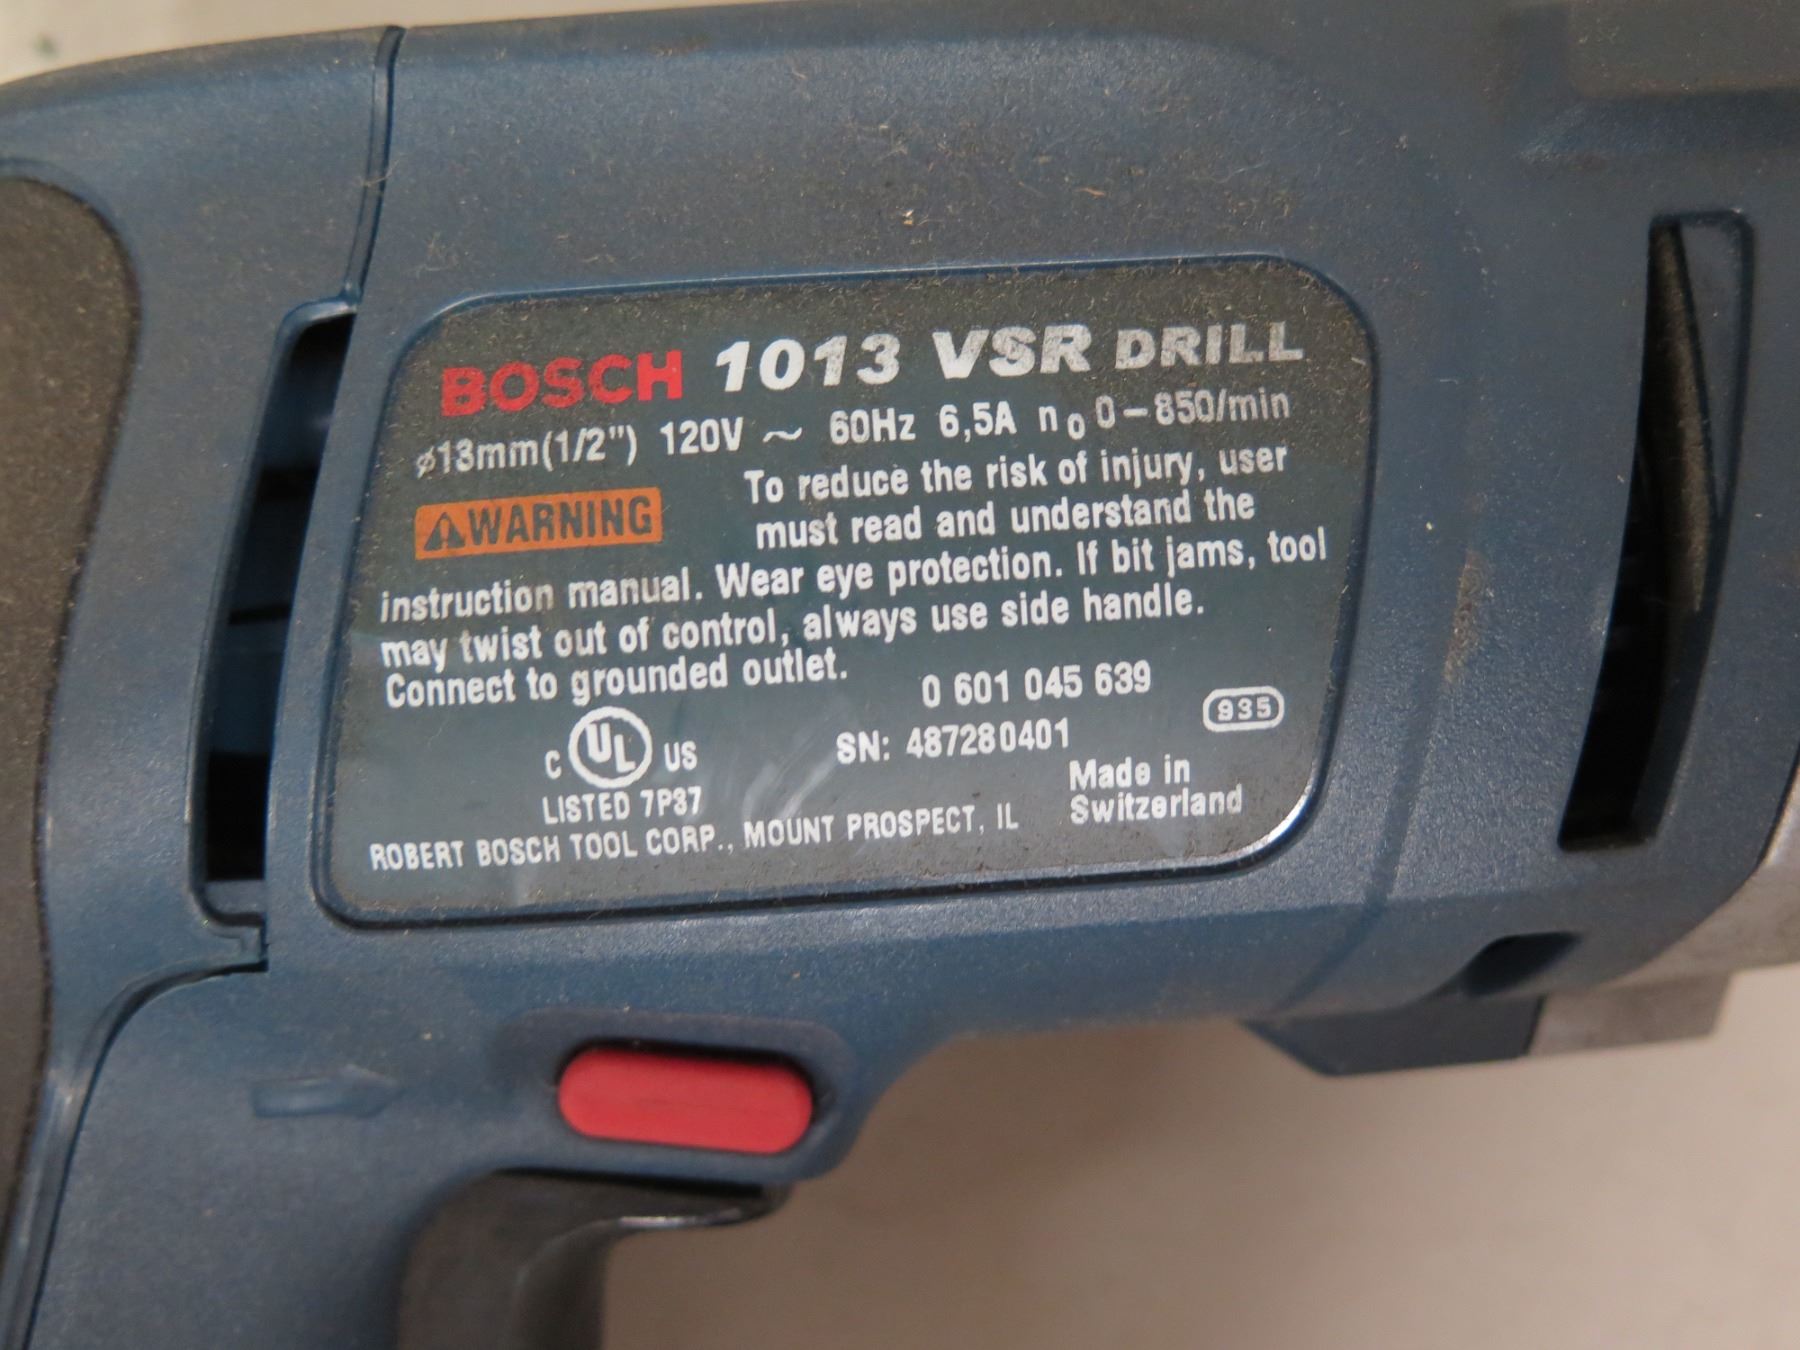 BOSCH 1013 VSR DRILL
ø13mm(1/2") 120V ~ 60Hz 6,5A n₀ 0-850/min
WARNING To reduce the risk of injury, user
must read and understand the
instruction manual. Wear eye protection. If bit jams, tool
may twist out of control, always use side handle.
Connect to grounded outlet.
0 601 045 639
935
C UL US
SN: 487280401
LISTED 7P37
Made in
Switzerland
ROBERT BOSCH TOOL CORP., MOUNT PROSPECT, IL